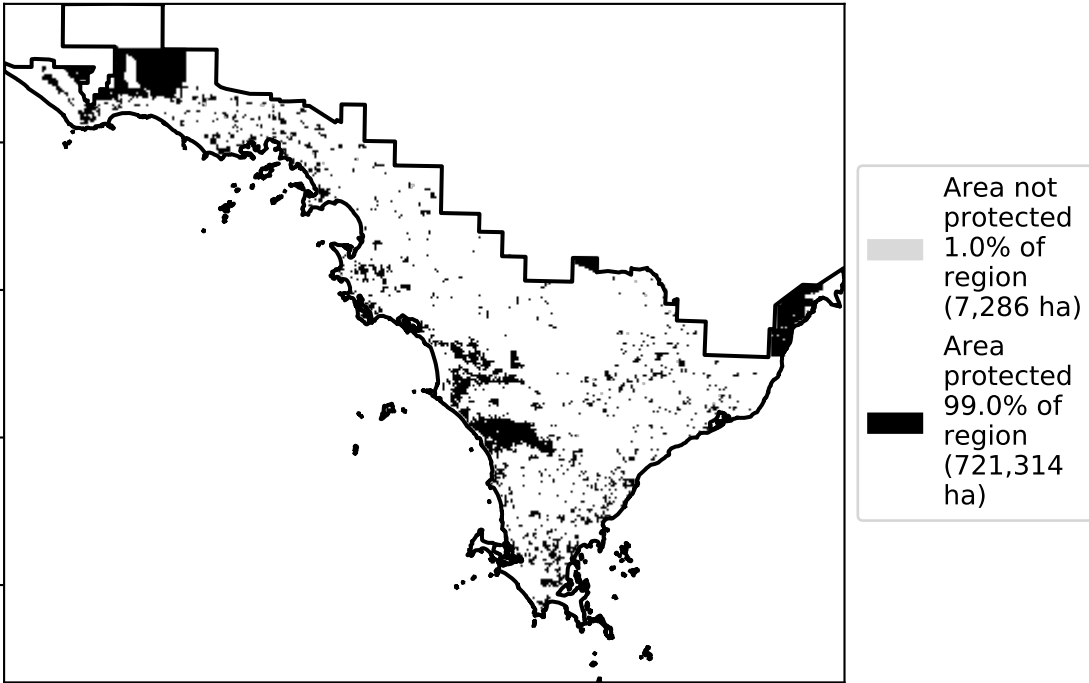 Area not
protected
1.0% of
region
(7,286 ha)
Area
protected
99.0% of
region
(721,314
ha)